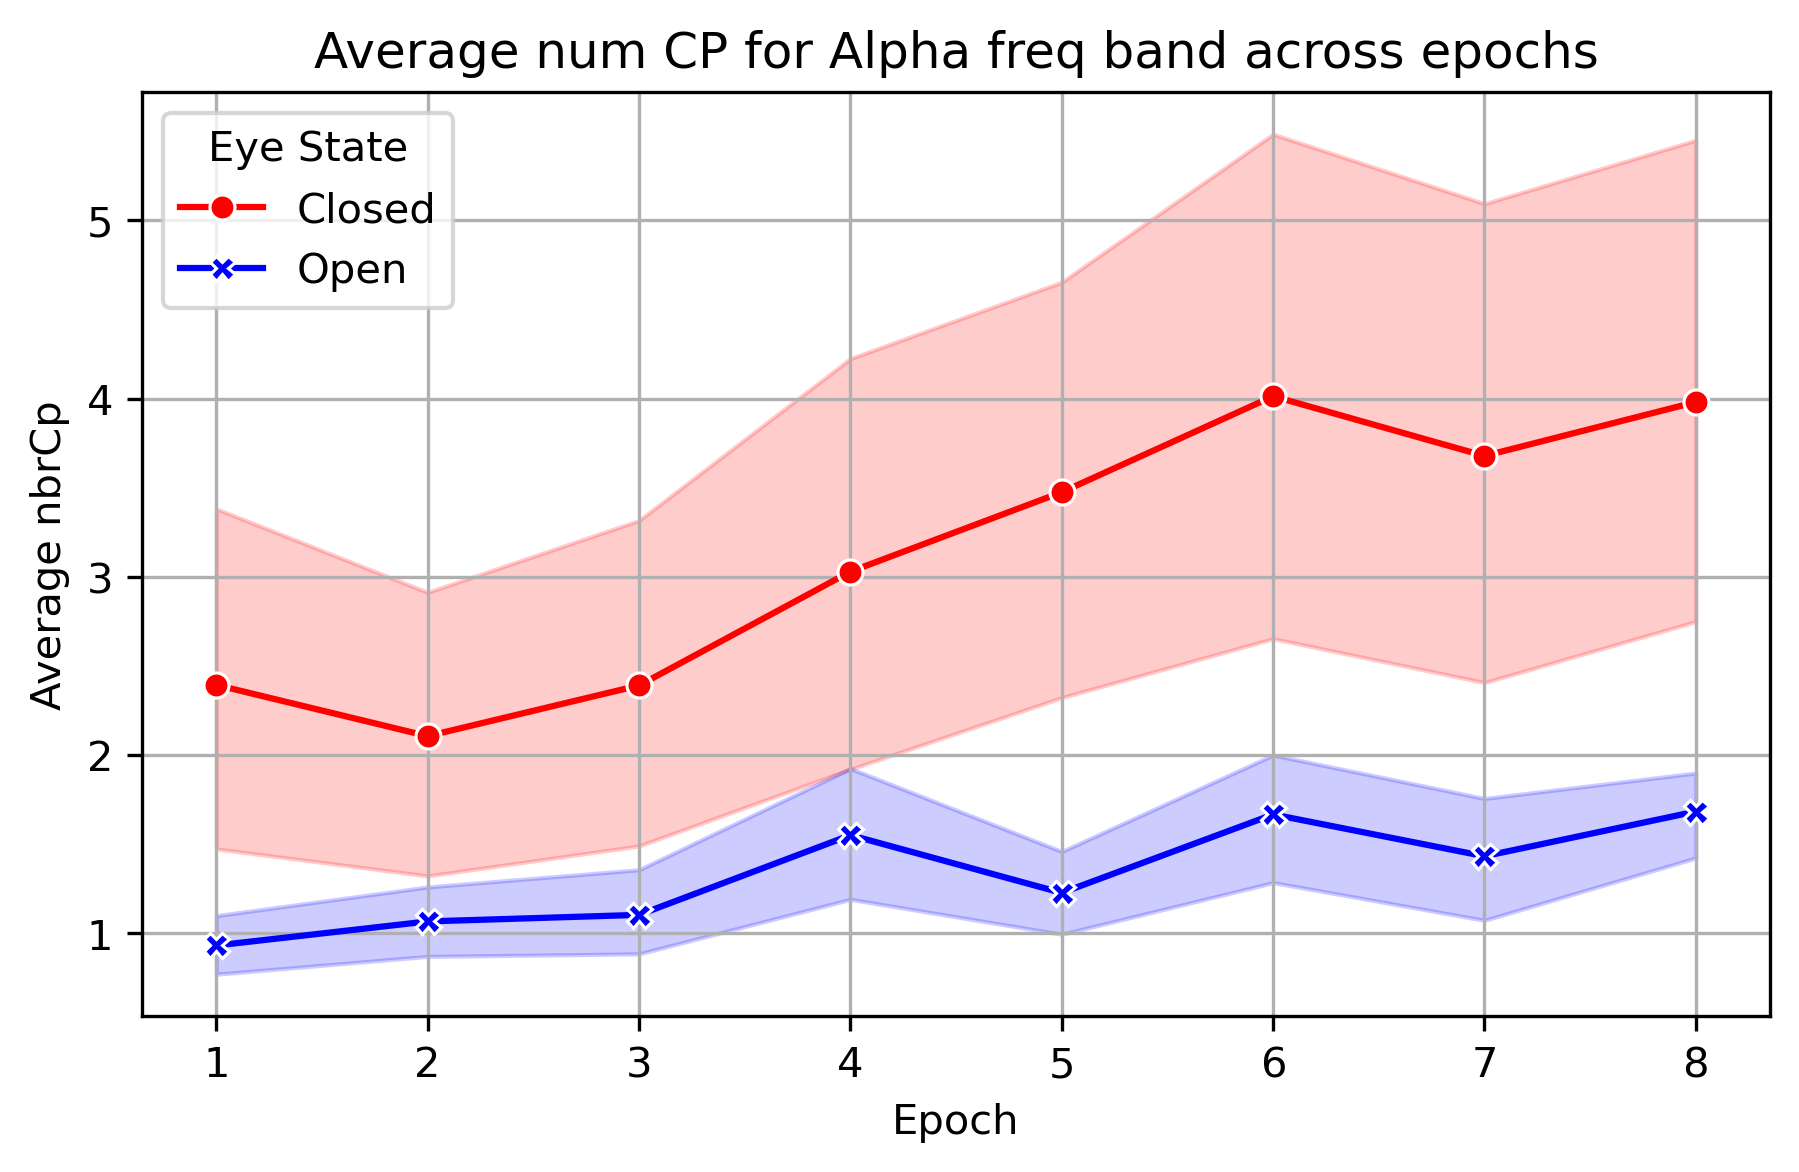 Average num CP for Alpha freq band across epochs
Eye State
Closed
Open
Average nbrCp
5
4
3
2
1
1 2 3 4 5 6 7 8
Epoch